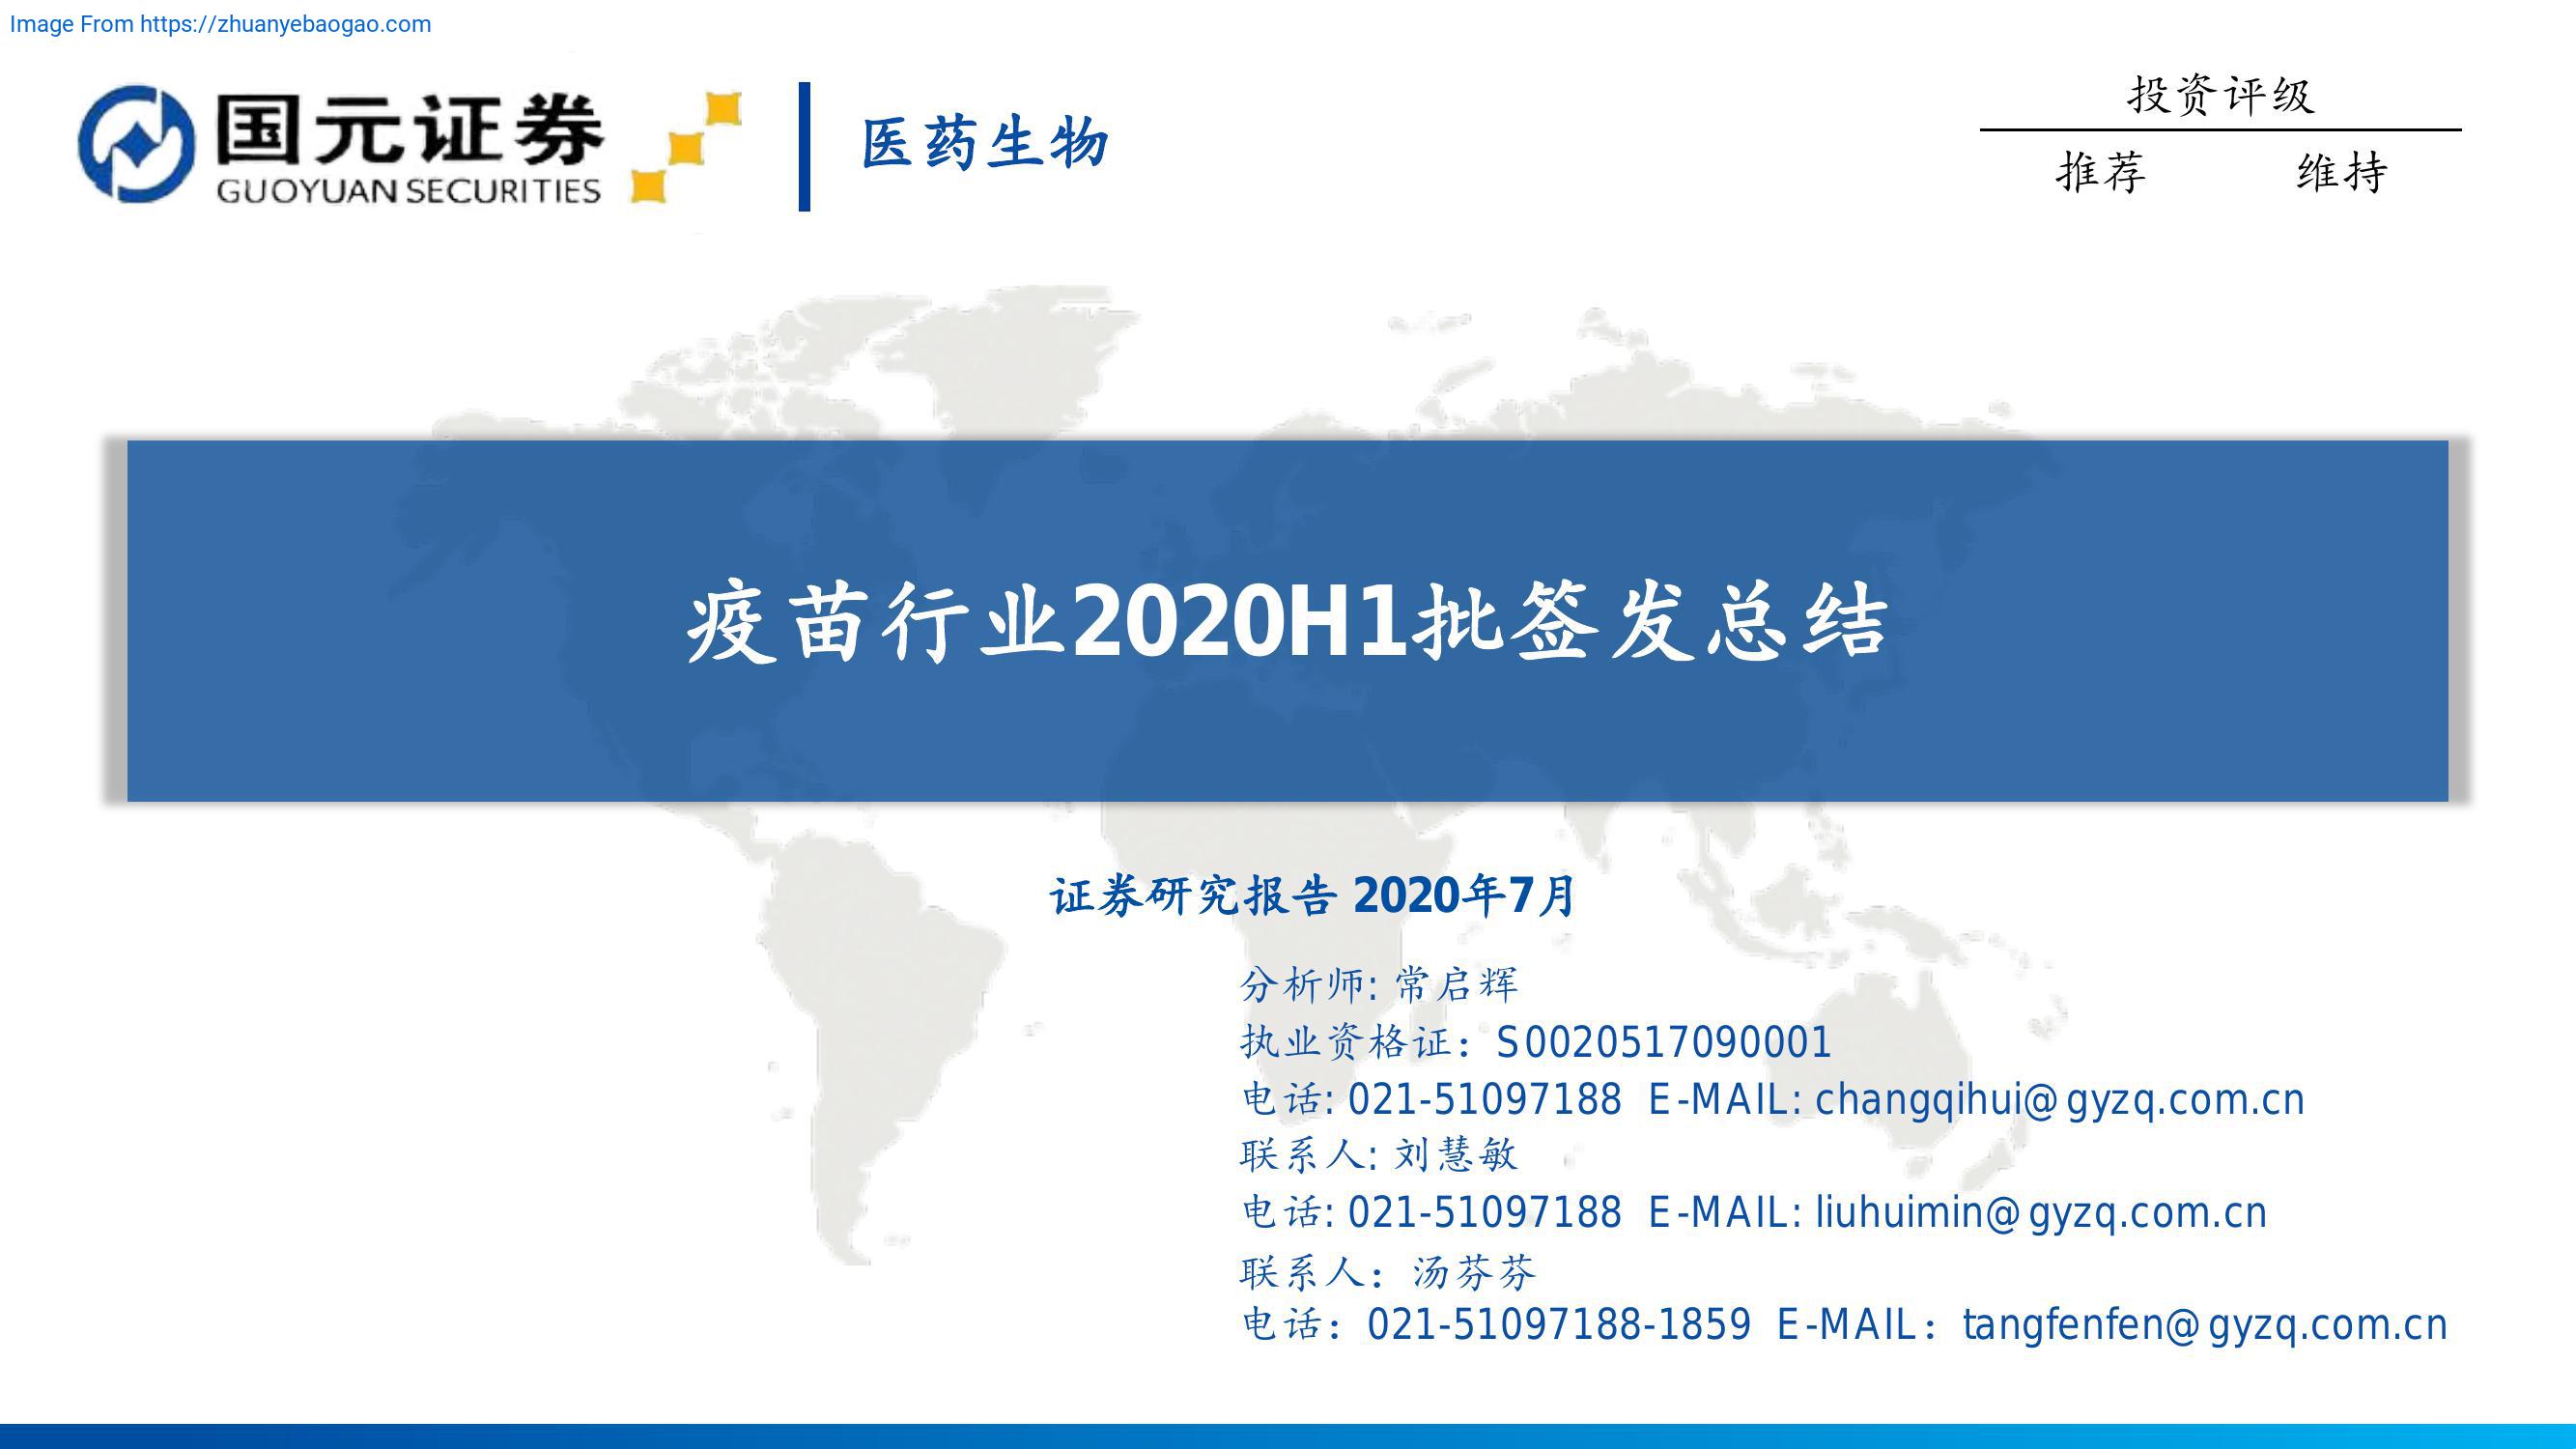 Image From https://zhuanyebaogao.com
国元证券
GUOYUAN SECURITIES
医药生物
投资评级
推荐 维持
疫苗行业2020H1批签发总结
证券研究报告 2020年7月
分析师: 常启辉
执业资格证：S0020517090001
电话: 021-51097188 E-MAIL: changqihui@gyzq.com.cn
联系人: 刘慧敏
电话: 021-51097188 E-MAIL: liuhuimin@gyzq.com.cn
联系人：汤芬芬
电话：021-51097188-1859 E-MAIL：tangfenfen@gyzq.com.cn